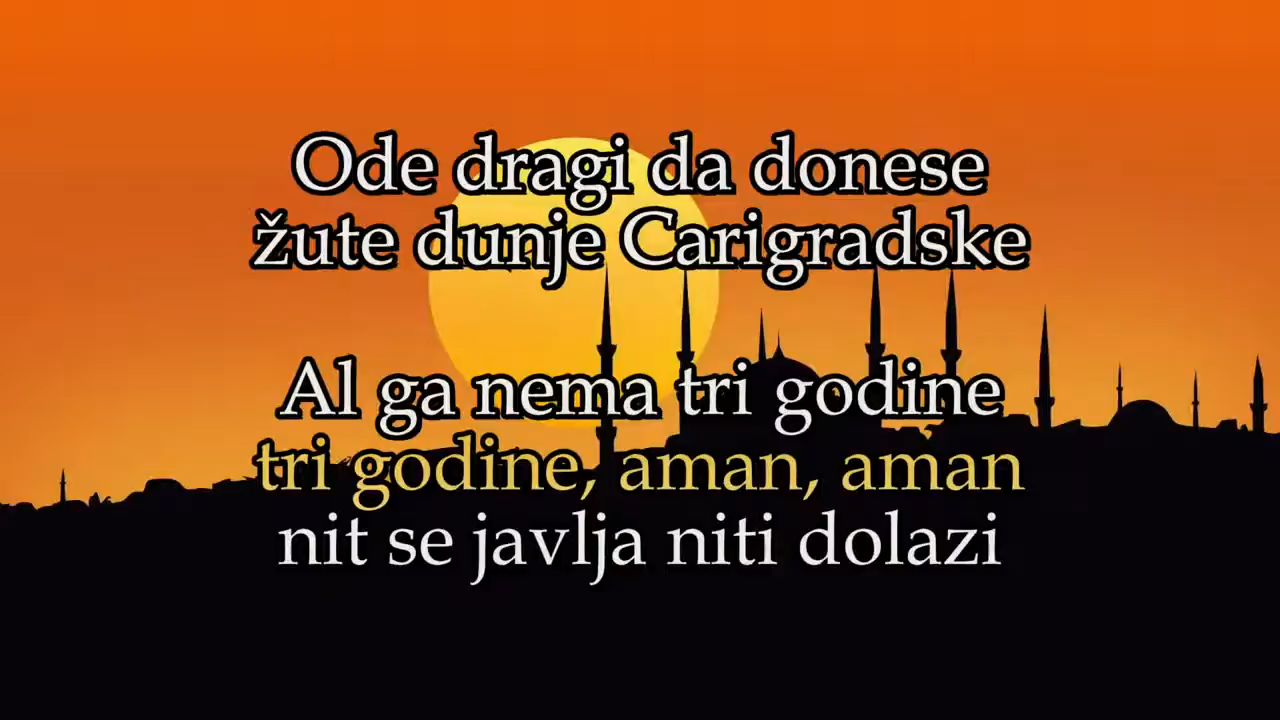 Ode dragi da donese
žute dunje Carigradske
Al ga nema tri godine
tri godine, aman, aman
nit se javlja niti dolazi